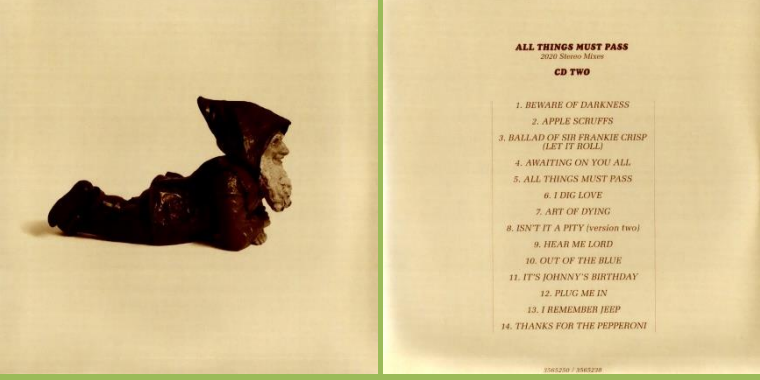 ALL THINGS MUST PASS
2020 Stereo Mixes
CD TWO
1. BEWARE OF DARKNESS
2. APPLE SCRUFFS
3. BALLAD OF SIR FRANKIE CRISP
(LET IT ROLL)
4. AWAITING ON YOU ALL
5. ALL THINGS MUST PASS
6. I DIG LOVE
7. ART OF DYING
8. ISN'T IT A PITY (version two)
9. HEAR ME LORD
10. OUT OF THE BLUE
11. IT'S JOHNNY'S BIRTHDAY
12. PLUG ME IN
13. I REMEMBER JEEP
14. THANKS FOR THE PEPPERONI
3565250 / 3565238